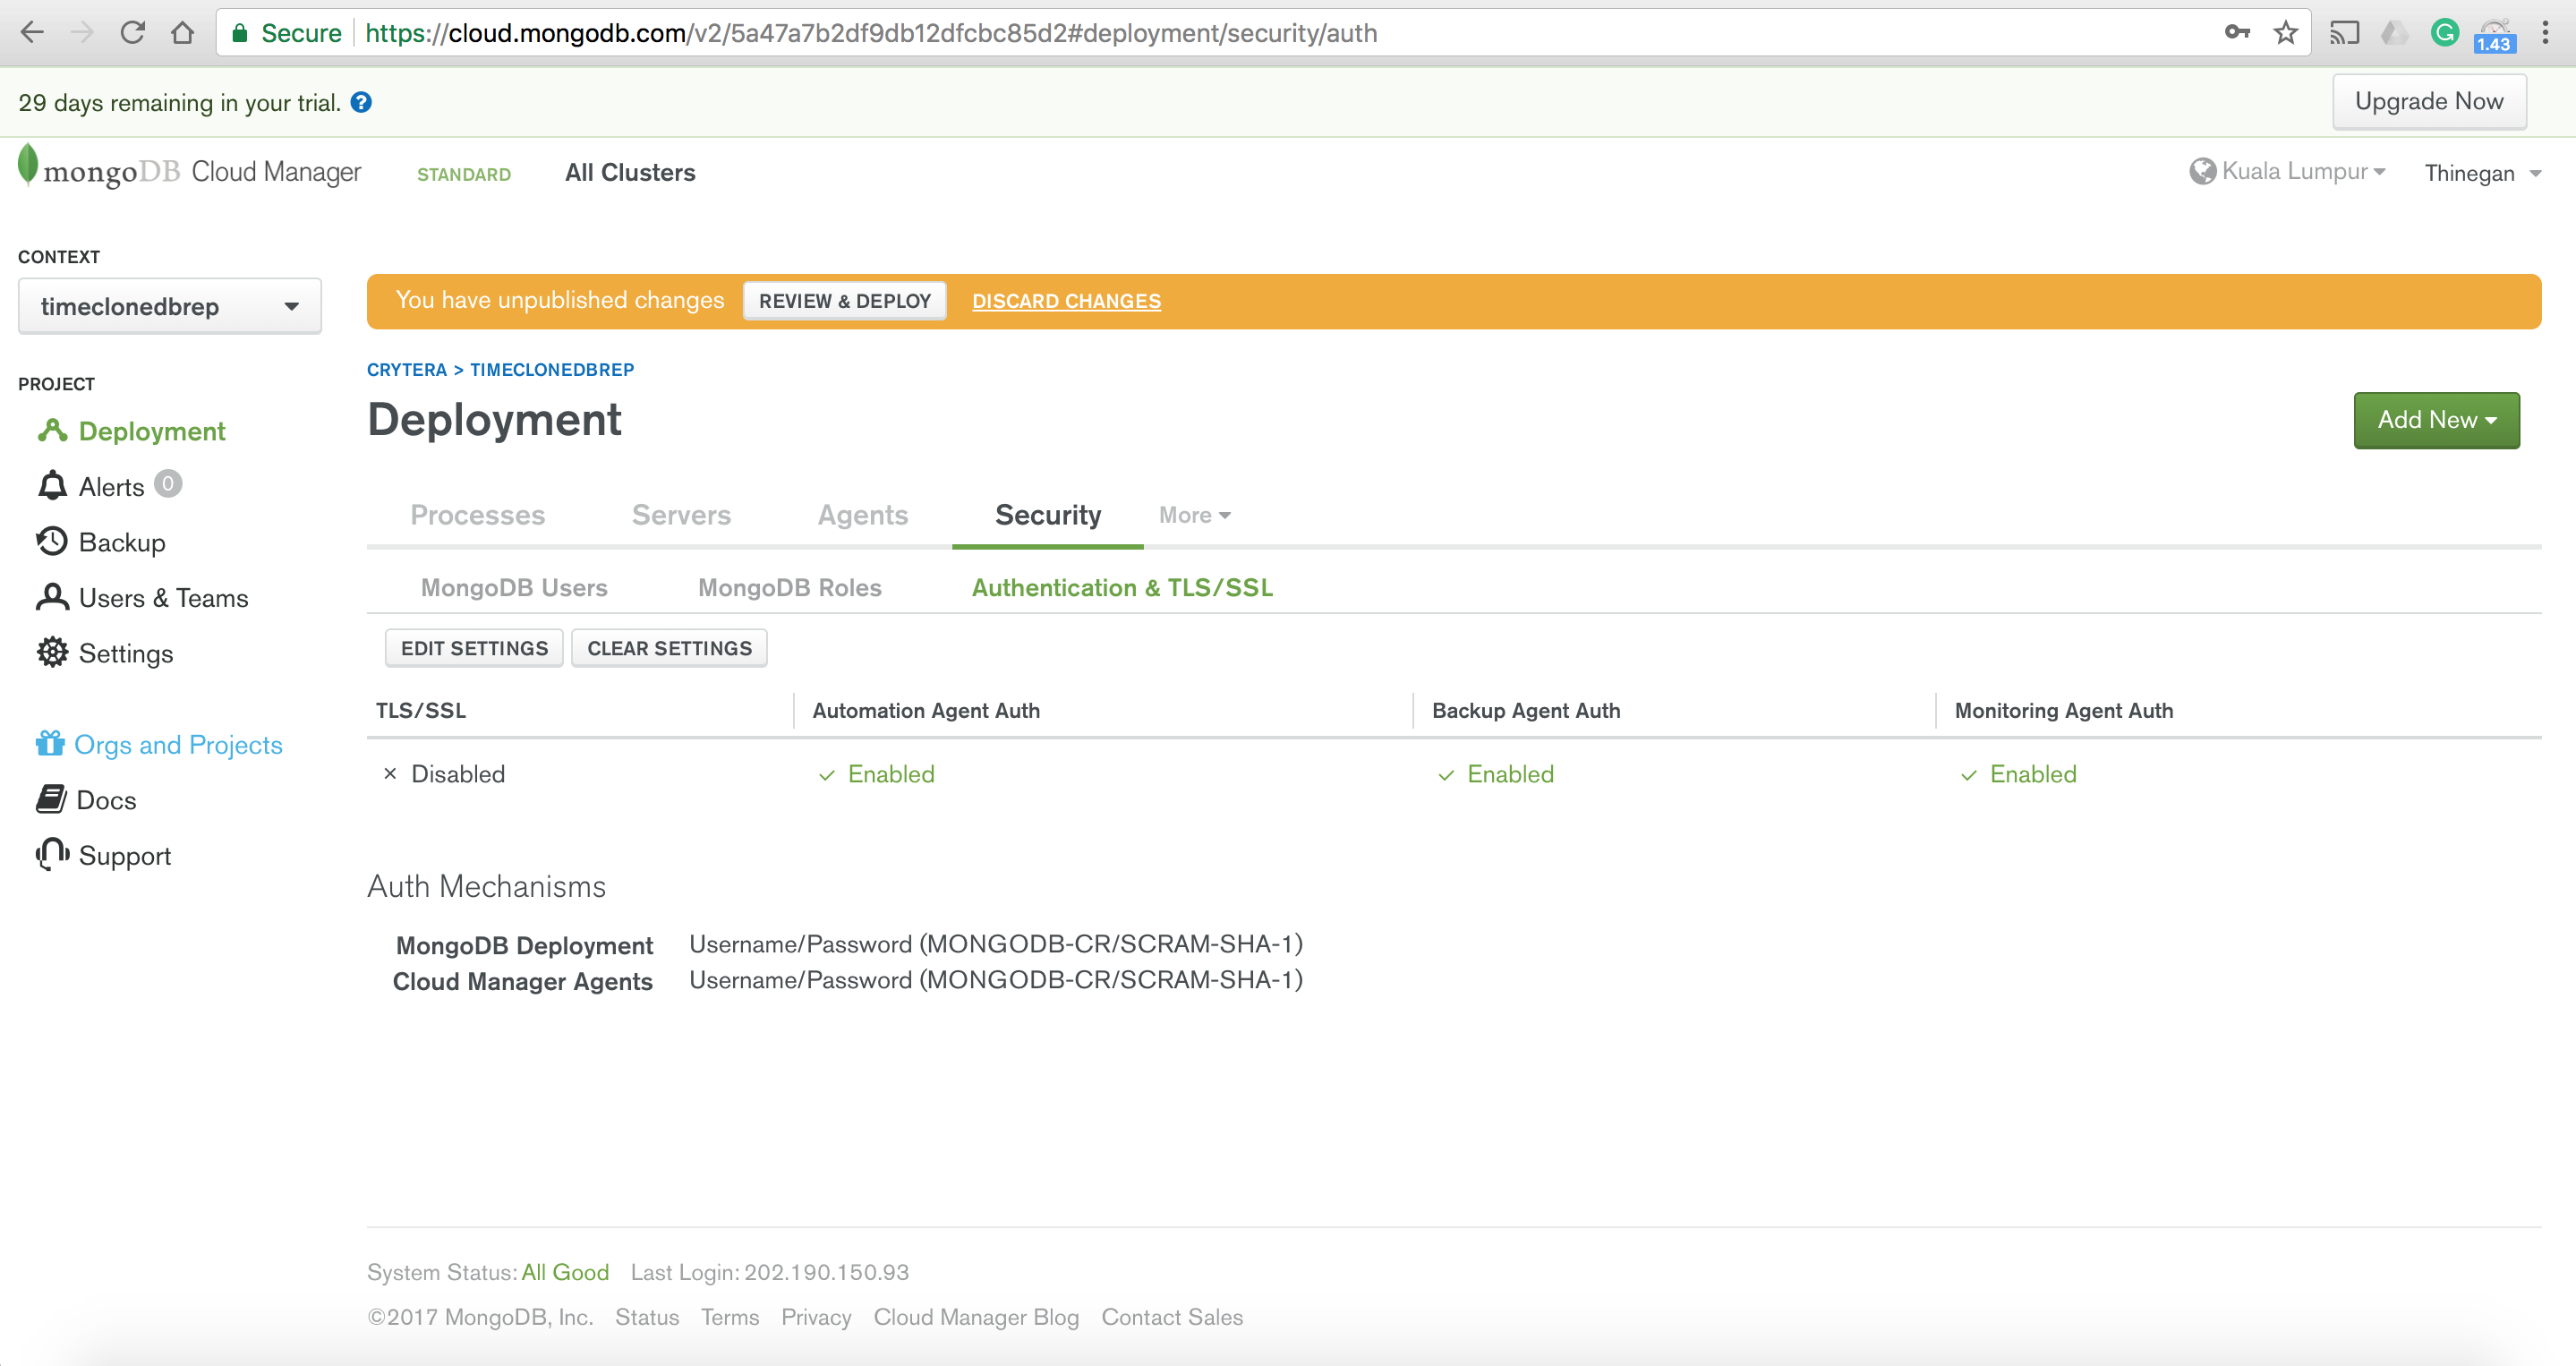 Secure https://cloud.mongodb.com/v2/5a47a7b2df9db12dfcbc85d2#deployment/security/auth
1.43
29 days remaining in your trial. ?
Upgrade Now
mongoDB Cloud Manager STANDARD All Clusters
Kuala Lumpur Thinegan
CONTEXT
timeclonedbrep
You have unpublished changes REVIEW & DEPLOY DISCARD CHANGES
PROJECT
Deployment
Alerts 0
Backup
Users & Teams
Settings
Orgs and Projects
Docs
Support
CRYTERA > TIMECLONEDBREP
Deployment
Add New
Processes Servers Agents Security More
MongoDB Users MongoDB Roles Authentication & TLS/SSL
EDIT SETTINGS CLEAR SETTINGS
TLS/SSL Automation Agent Auth Backup Agent Auth Monitoring Agent Auth
Disabled Enabled Enabled Enabled
Auth Mechanisms
MongoDB Deployment Username/Password (MONGODB-CR/SCRAM-SHA-1)
Cloud Manager Agents Username/Password (MONGODB-CR/SCRAM-SHA-1)
System Status: All Good Last Login: 202.190.150.93
©2017 MongoDB, Inc. Status Terms Privacy Cloud Manager Blog Contact Sales